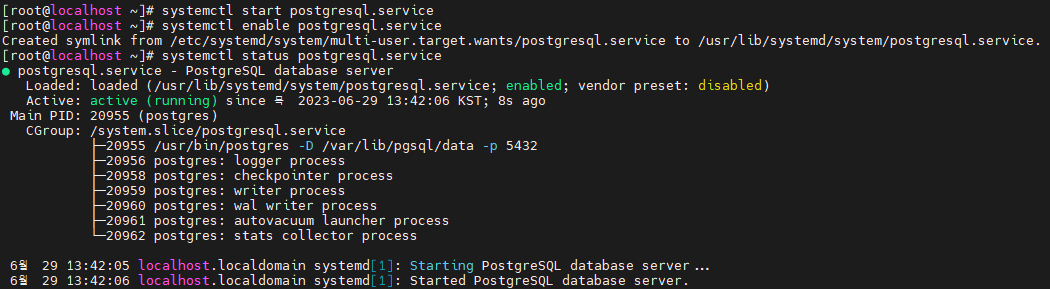 [root@localhost ~]# systemctl start postgresql.service
[root@localhost ~]# systemctl enable postgresql.service
Created symlink from /etc/systemd/system/multi-user.target.wants/postgresql.service to /usr/lib/systemd/system/postgresql.service.
[root@localhost ~]# systemctl status postgresql.service
● postgresql.service - PostgreSQL database server
   Loaded: loaded (/usr/lib/systemd/system/postgresql.service; enabled; vendor preset: disabled)
   Active: active (running) since 목 2023-06-29 13:42:06 KST; 8s ago
 Main PID: 20955 (postgres)
   CGroup: /system.slice/postgresql.service
           ├─20955 /usr/bin/postgres -D /var/lib/pgsql/data -p 5432
           ├─20956 postgres: logger process
           ├─20958 postgres: checkpointer process
           ├─20959 postgres: writer process
           ├─20960 postgres: wal writer process
           ├─20961 postgres: autovacuum launcher process
           └─20962 postgres: stats collector process

 6월  29 13:42:05 localhost.localdomain systemd[1]: Starting PostgreSQL database server...
 6월  29 13:42:06 localhost.localdomain systemd[1]: Started PostgreSQL database server.